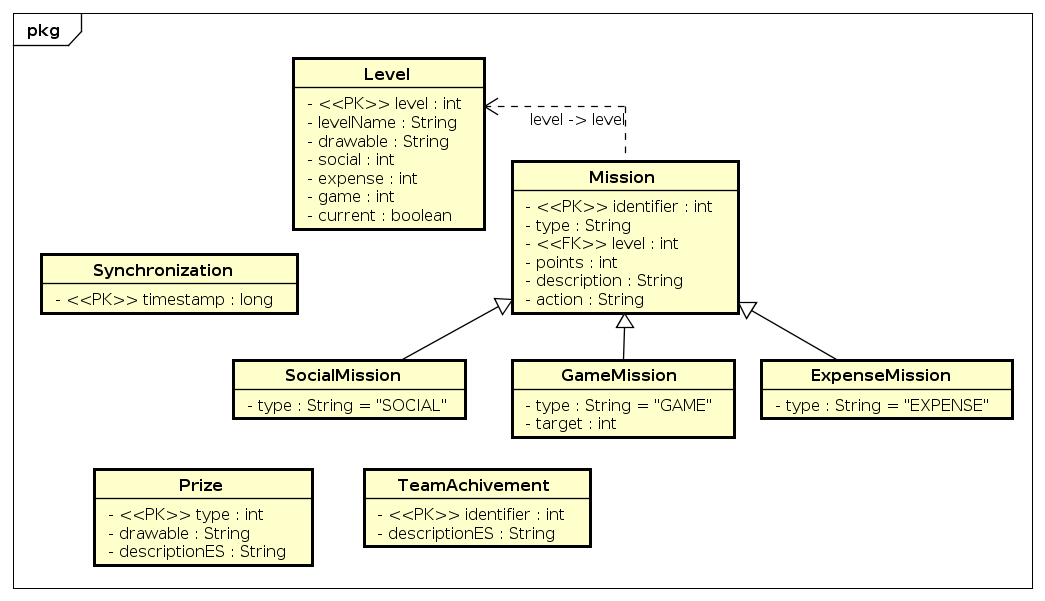 pkg
Level
- <<PK>> level : int
- levelName : String
- drawable : String
- social : int
- expense : int
- game : int
- current : boolean
level -> level
Mission
- <<PK>> identifier : int
- type : String
- <<FK>> level : int
- points : int
- description : String
- action : String
Synchronization
- <<PK>> timestamp : long
SocialMission
- type : String = "SOCIAL"
GameMission
- type : String = "GAME"
- target : int
ExpenseMission
- type : String = "EXPENSE"
Prize
- <<PK>> type : int
- drawable : String
- descriptionES : String
TeamAchivement
- <<PK>> identifier : int
- descriptionES : String